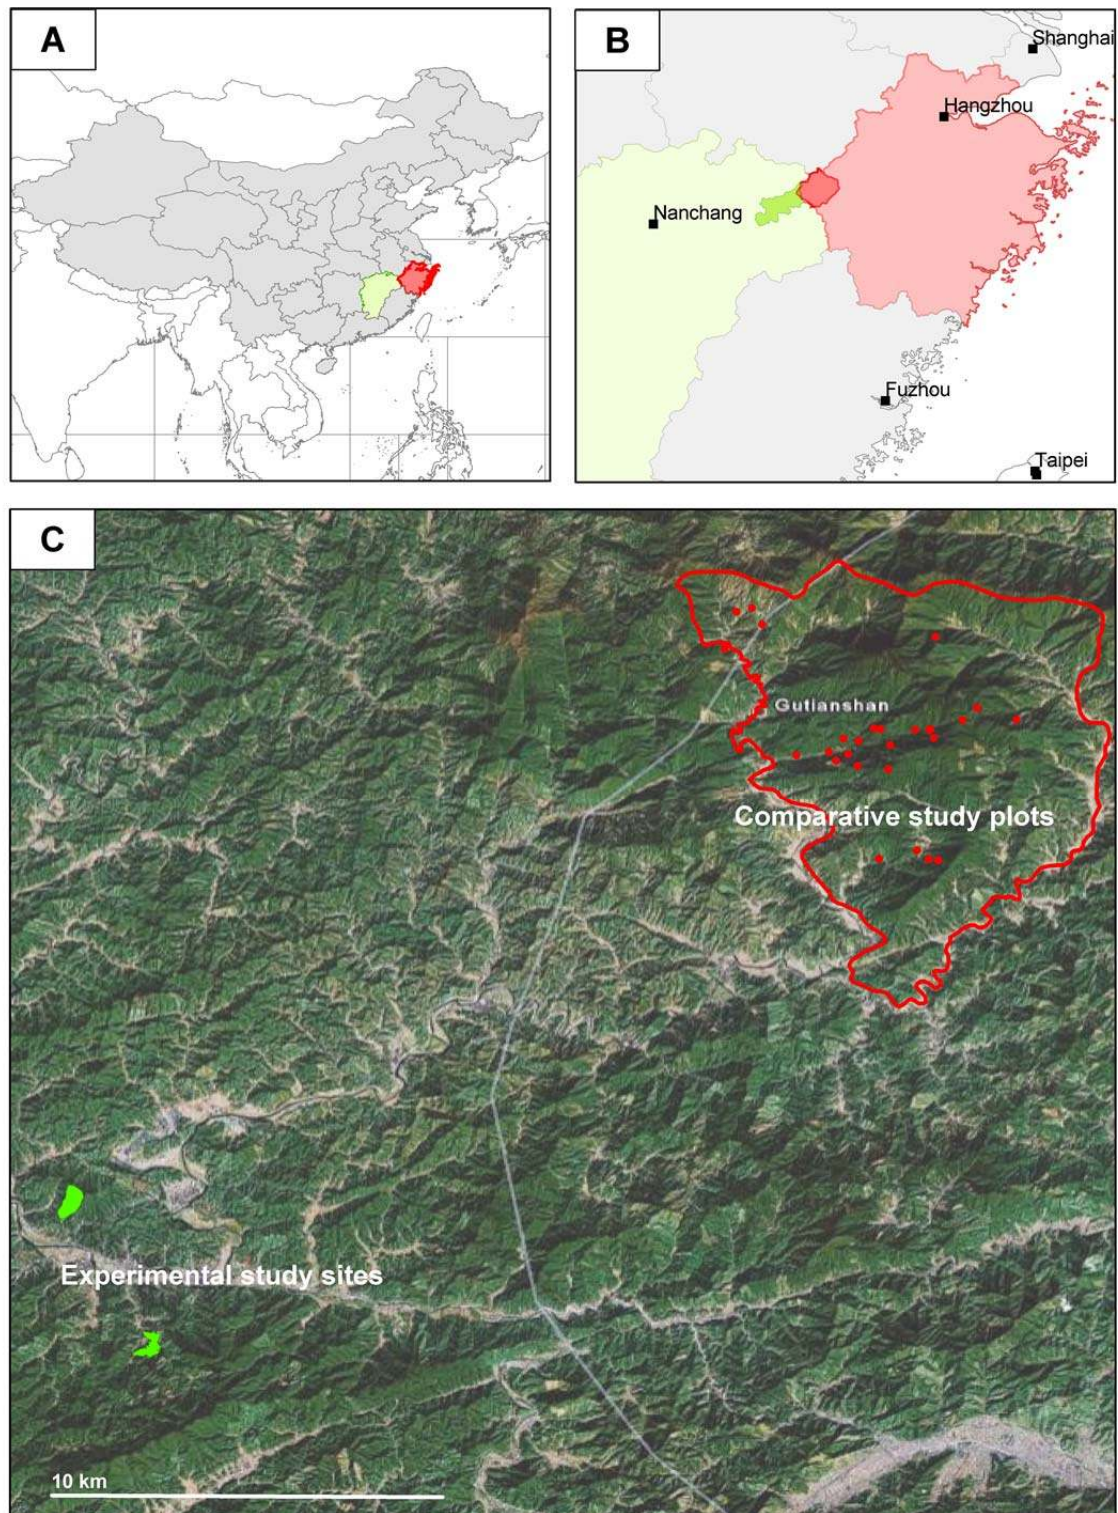 A
B
Shanghai
Hangzhou
Nanchang
Fuzhou
Taipei
C
Gutianshan
Comparative study plots
Experimental study sites
10 km